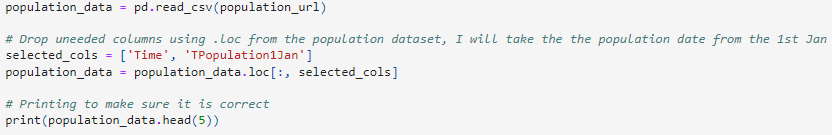 population_data = pd.read_csv(population_url)
# Drop uneeded columns using .loc from the population dataset, I will take the the population date from the 1st Jan
selected_cols = ['Time', 'TPopulation1Jan']
population_data = population_data.loc[:, selected_cols]
# Printing to make sure it is correct
print(population_data.head(5))